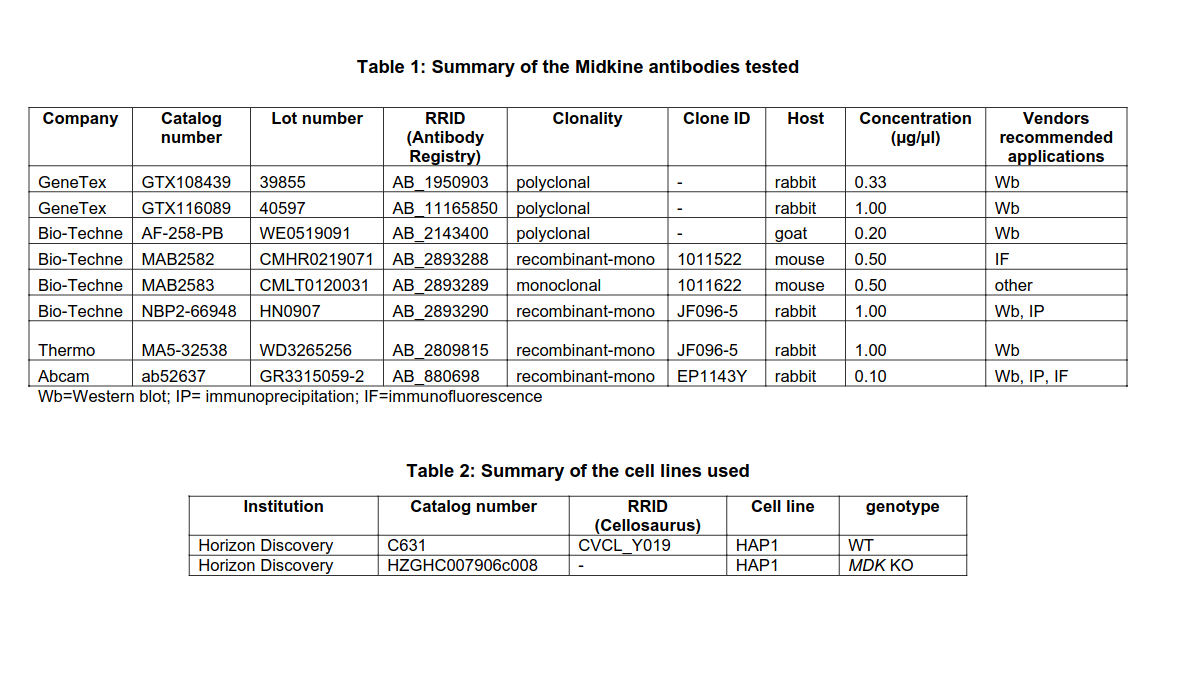 Table 1: Summary of the Midkine antibodies tested
Company Catalog number Lot number RRID (Antibody Registry) Clonality Clone ID Host Concentration (µg/µl) Vendors recommended applications
GeneTex GTX108439 39855 AB_1950903 polyclonal - rabbit 0.33 Wb
GeneTex GTX116089 40597 AB_11165850 polyclonal - rabbit 1.00 Wb
Bio-Techne AF-258-PB WE0519091 AB_2143400 polyclonal - goat 0.20 Wb
Bio-Techne MAB2582 CMHR0219071 AB_2893288 recombinant-mono 1011522 mouse 0.50 IF
Bio-Techne MAB2583 CMLT0120031 AB_2893289 monoclonal 1011622 mouse 0.50 other
Bio-Techne NBP2-66948 HN0907 AB_2893290 recombinant-mono JF096-5 rabbit 1.00 Wb, IP
Thermo MA5-32538 WD3265256 AB_2809815 recombinant-mono JF096-5 rabbit 1.00 Wb
Abcam ab52637 GR3315059-2 AB_880698 recombinant-mono EP1143Y rabbit 0.10 Wb, IP, IF
Wb=Western blot; IP= immunoprecipitation; IF=immunofluorescence
Table 2: Summary of the cell lines used
Institution Catalog number RRID (Cellosaurus) Cell line genotype
Horizon Discovery C631 CVCL_Y019 HAP1 WT
Horizon Discovery HZGHC007906c008 - HAP1 MDK KO